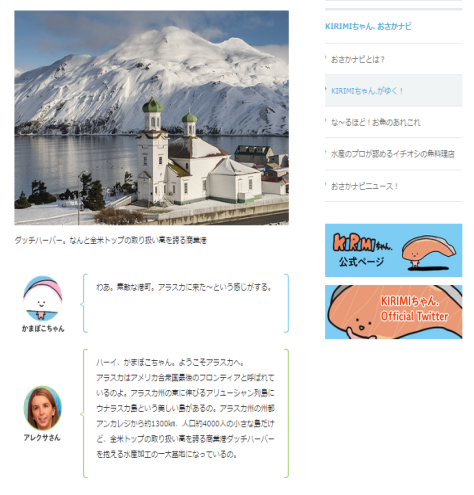 KIRIMIちゃん. おさかナビ
おさかナビとは？
KIRIMIちゃん.がゆく！
な～るほど！お魚のあれこれ
水産のプロが認めるイチオシの魚料理店
おさかナビニュース！
KIRIMIちゃん.
公式ページ
KIRIMIちゃん.
Official Twitter
ダッチハーバー。なんと全米トップの取り扱い高を誇る商業港
かまぼこちゃん
わあ。素敵な港町。アラスカに来た～という感じがする。
アレクサさん
ハーイ、かまぼこちゃん。ようこそアラスカへ。
アラスカはアメリカ合衆国最後のフロンティアと呼ばれて
いるのよ。アラスカ州の東に伸びるアリューシャン列島に
ウナラスカ島という美しい島があるの。アラスカ州の州都
アンカレジから約1300㎞、人口約4000人の小さな島だけ
ど、全米トップの取り扱い高を誇る商業港ダッチハーバー
を抱える水産加工の一大基地になっているの。